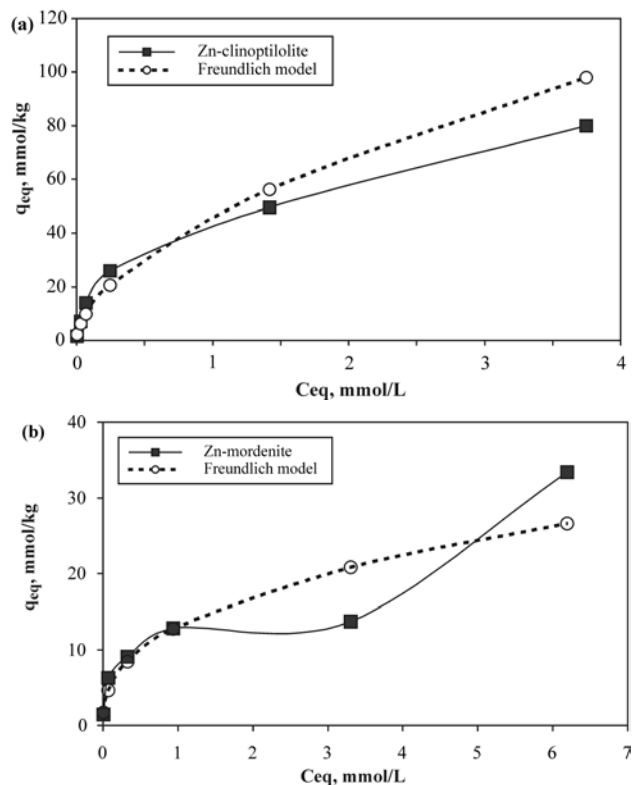 (a)
120
100
80
60
40
20
0
q_eq, mmol/kg
Zn-clinoptilolite
Freundlich model
0 1 2 3 4
Ceq, mmol/L
(b)
40
30
20
10
0
q_eq, mmol/kg
Zn-mordenite
Freundlich model
0 1 2 3 4 5 6 7
Ceq, mmol/L